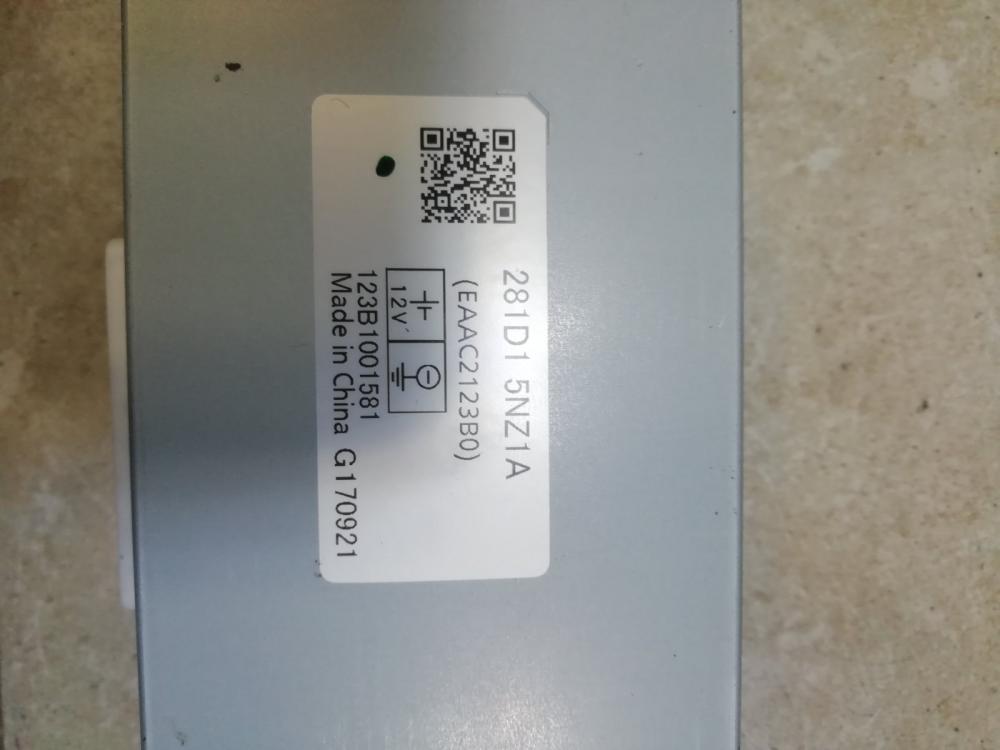 281D1 5NZ1A
(EAAC2123B0)
12V
123B1001581
Made in China G170921